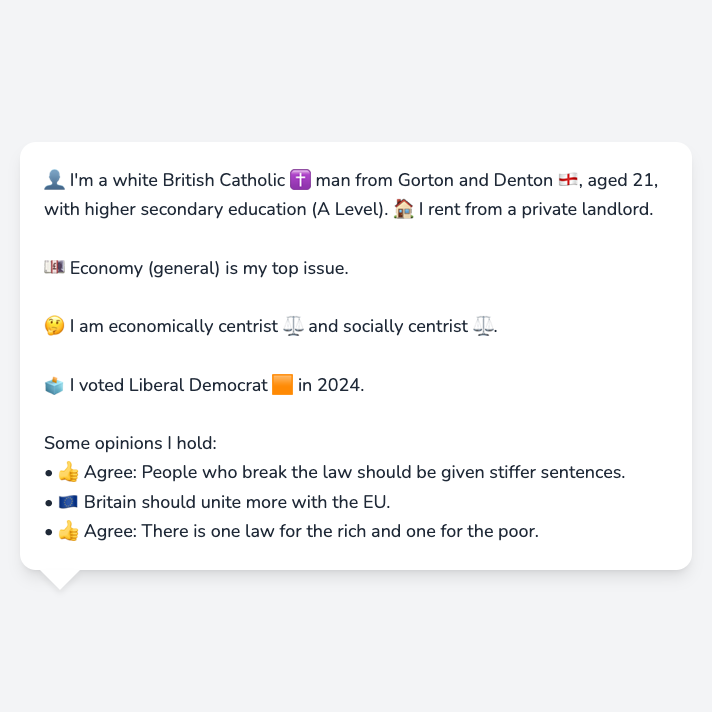 👤 I'm a white British Catholic ✝️ man from Gorton and Denton 🏴󠁧󠁢󠁥󠁮󠁧󠁿, aged 21,
with higher secondary education (A Level). 🏠 I rent from a private landlord.
💷 Economy (general) is my top issue.
🤔 I am economically centrist ⚖️ and socially centrist ⚖️.
🗳️ I voted Liberal Democrat 🟧 in 2024.
Some opinions I hold:
• 👍 Agree: People who break the law should be given stiffer sentences.
• 🇪🇺 Britain should unite more with the EU.
• 👍 Agree: There is one law for the rich and one for the poor.